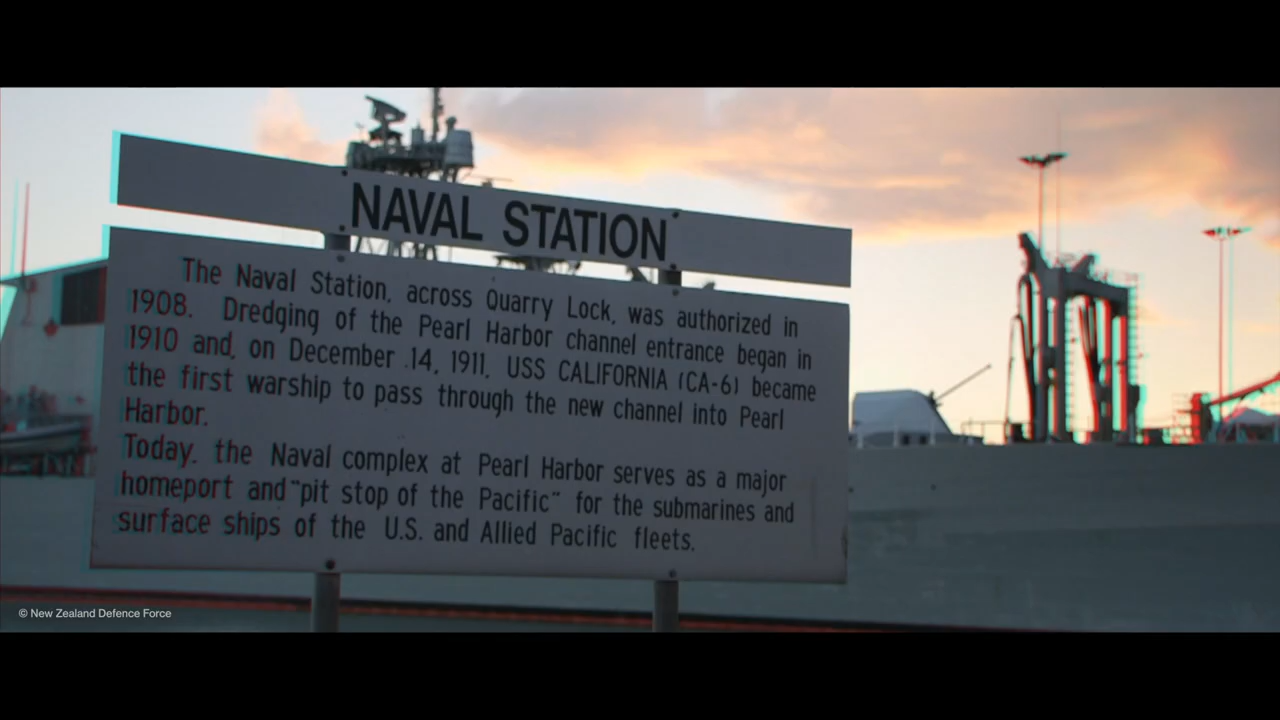 NAVAL STATION
The Naval Station, across Quarry Lock, was authorized in
1908. Dredging of the Pearl Harbor channel entrance began in
1910 and, on December 14, 1911, USS CALIFORNIA (CA-6) became
the first warship to pass through the new channel into Pearl
Harbor.
Today, the Naval complex at Pearl Harbor serves as a major
homeport and "pit stop of the Pacific" for the submarines and
surface ships of the U.S. and Allied Pacific fleets.
© New Zealand Defence Force